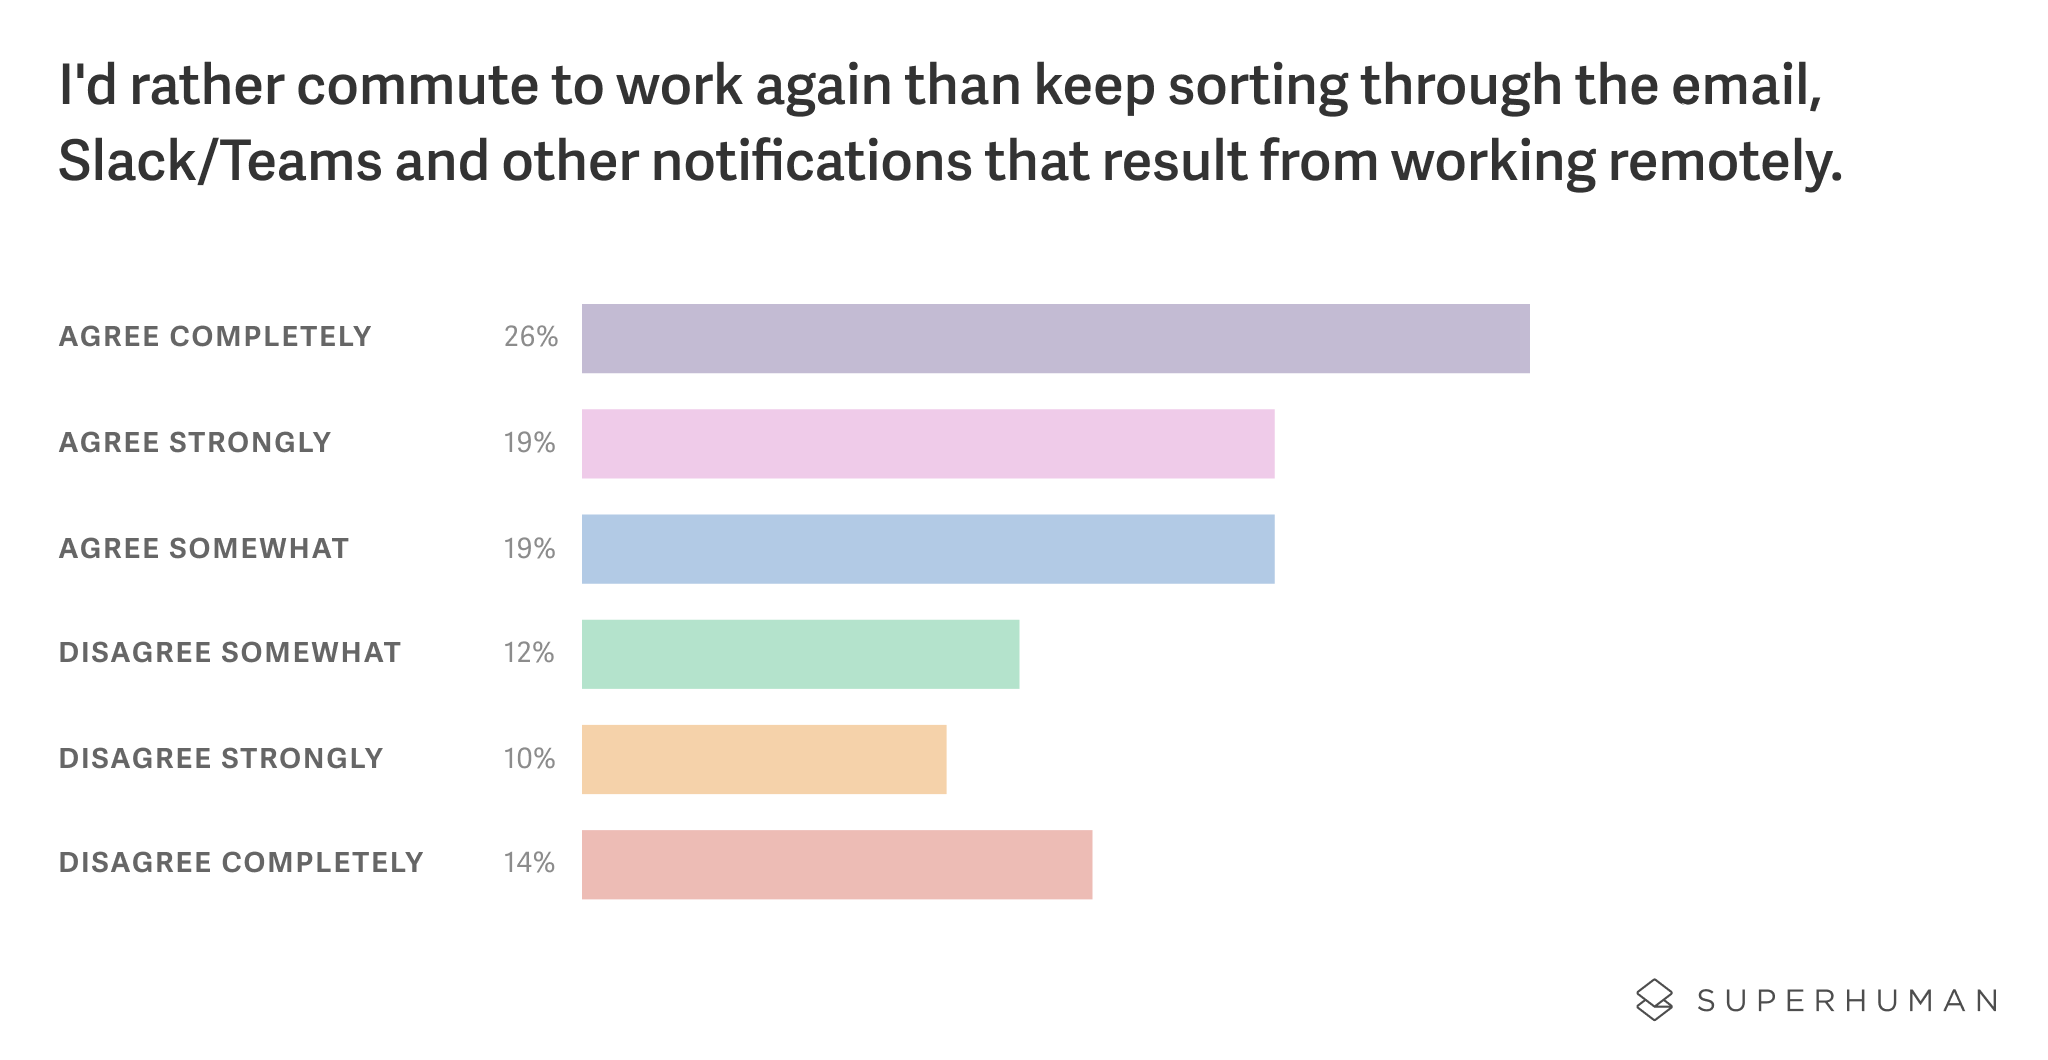 I'd rather commute to work again than keep sorting through the email,
Slack/Teams and other notifications that result from working remotely.
AGREE COMPLETELY 26%
AGREE STRONGLY 19%
AGREE SOMEWHAT 19%
DISAGREE SOMEWHAT 12%
DISAGREE STRONGLY 10%
DISAGREE COMPLETELY 14%
SUPERHUMAN